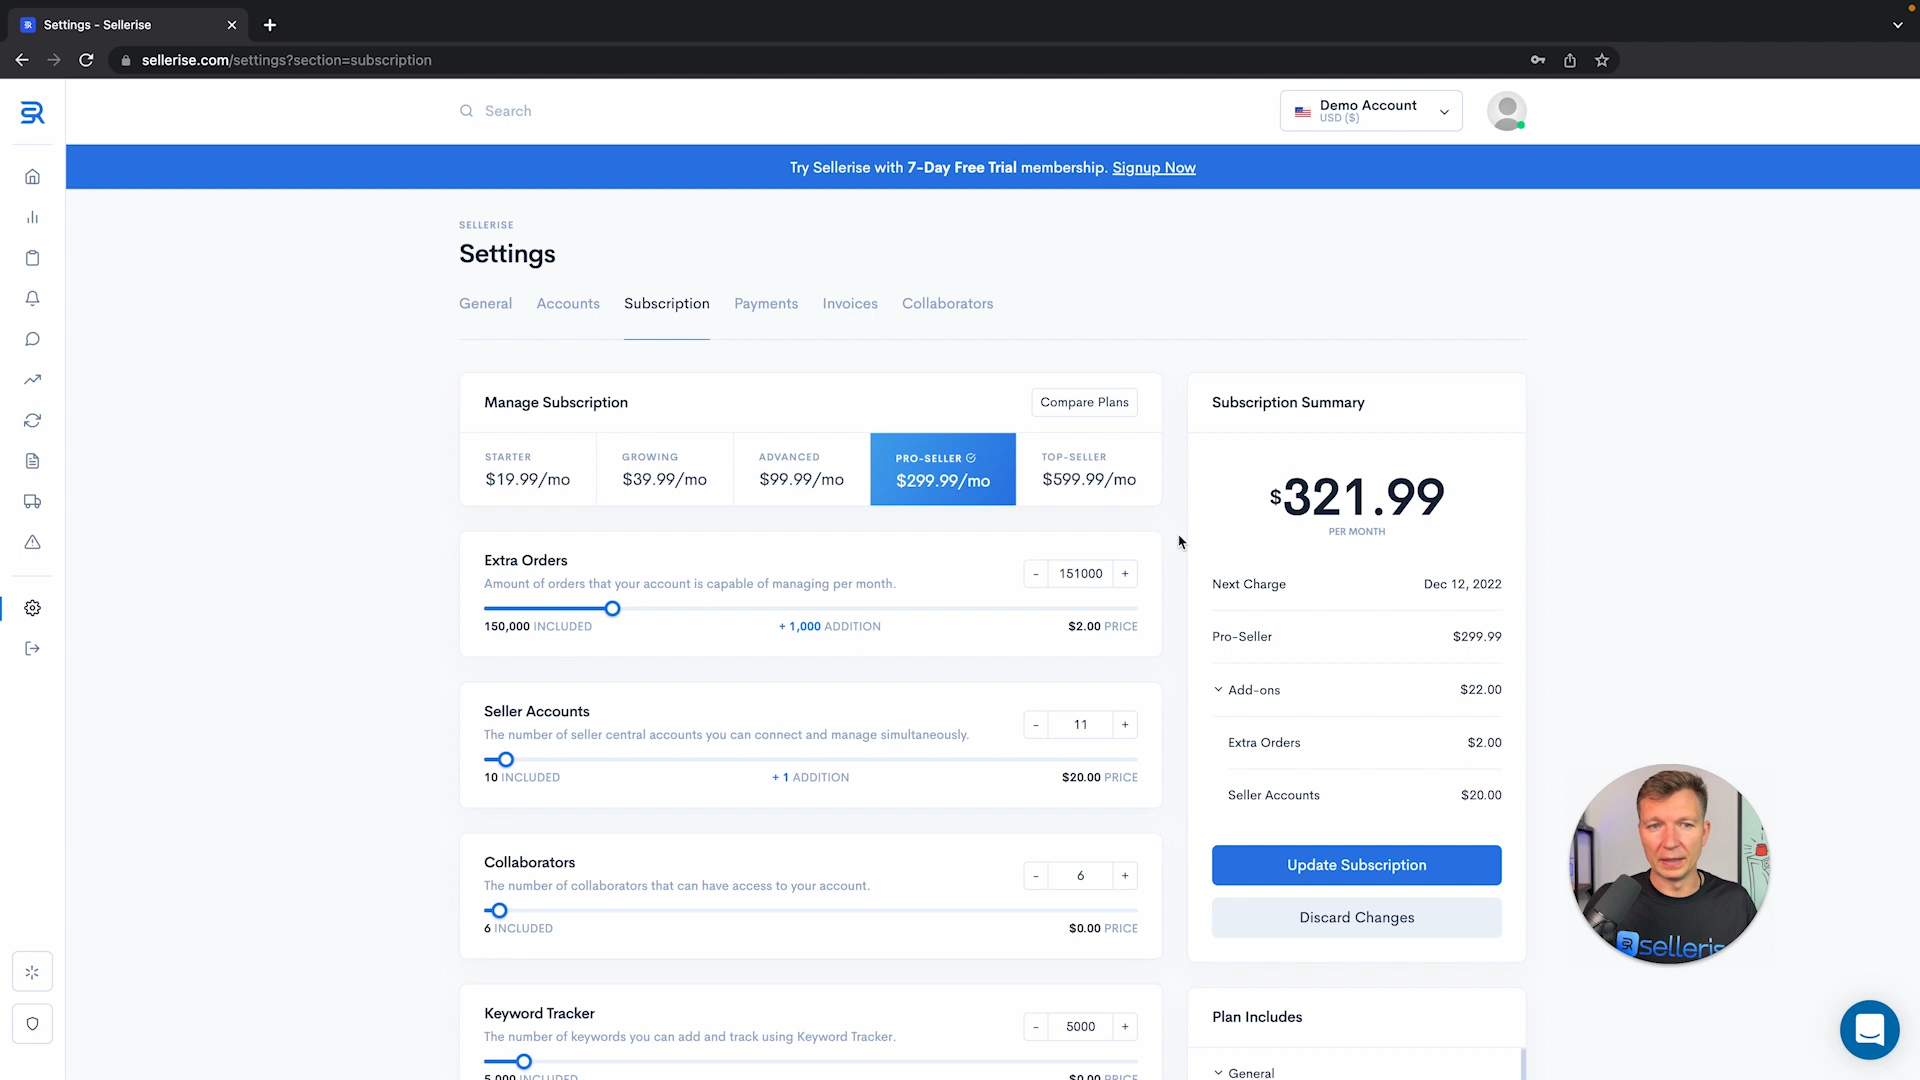 Settings - Sellerise
sellerise.com/settings?section=subscription
Search
Demo Account
USD ($)
Try Sellerise with 7-Day Free Trial membership. Signup Now
SELLERISE
Settings
General Accounts Subscription Payments Invoices Collaborators
Manage Subscription
Compare Plans
STARTER
$19.99/mo
GROWING
$39.99/mo
ADVANCED
$99.99/mo
PRO-SELLER
$299.99/mo
TOP-SELLER
$599.99/mo
Extra Orders
Amount of orders that your account is capable of managing per month.
- 151000 +
150,000 INCLUDED + 1,000 ADDITION $2.00 PRICE
Seller Accounts
The number of seller central accounts you can connect and manage simultaneously.
- 11 +
10 INCLUDED + 1 ADDITION $20.00 PRICE
Collaborators
The number of collaborators that can have access to your account.
- 6 +
6 INCLUDED $0.00 PRICE
Keyword Tracker
The number of keywords you can add and track using Keyword Tracker.
- 5000 +
5,000 INCLUDED $0.00 PRICE
Subscription Summary
$321.99
PER MONTH
Next Charge Dec 12, 2022
Pro-Seller $299.99
Add-ons $22.00
Extra Orders $2.00
Seller Accounts $20.00
Update Subscription
Discard Changes
Plan Includes
General
selleris